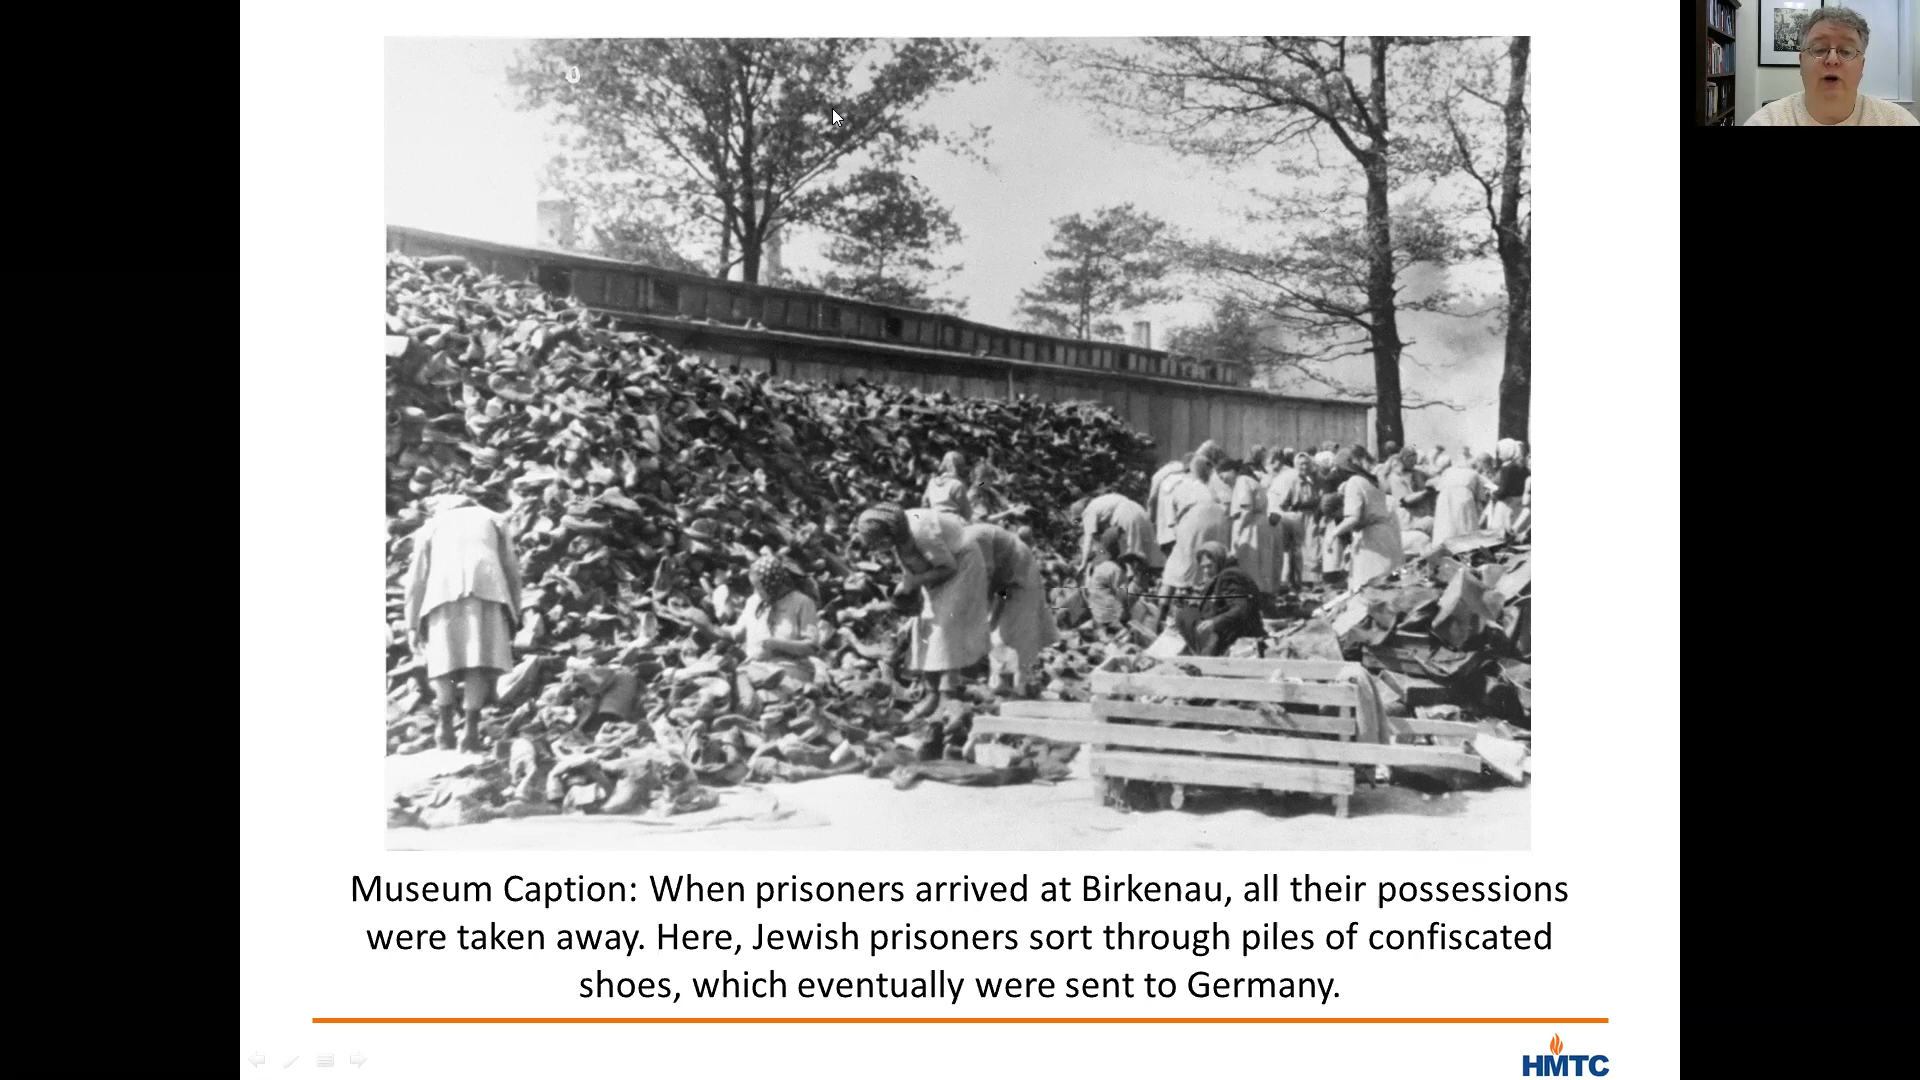 Museum Caption: When prisoners arrived at Birkenau, all their possessions
were taken away. Here, Jewish prisoners sort through piles of confiscated
shoes, which eventually were sent to Germany.
HMTC